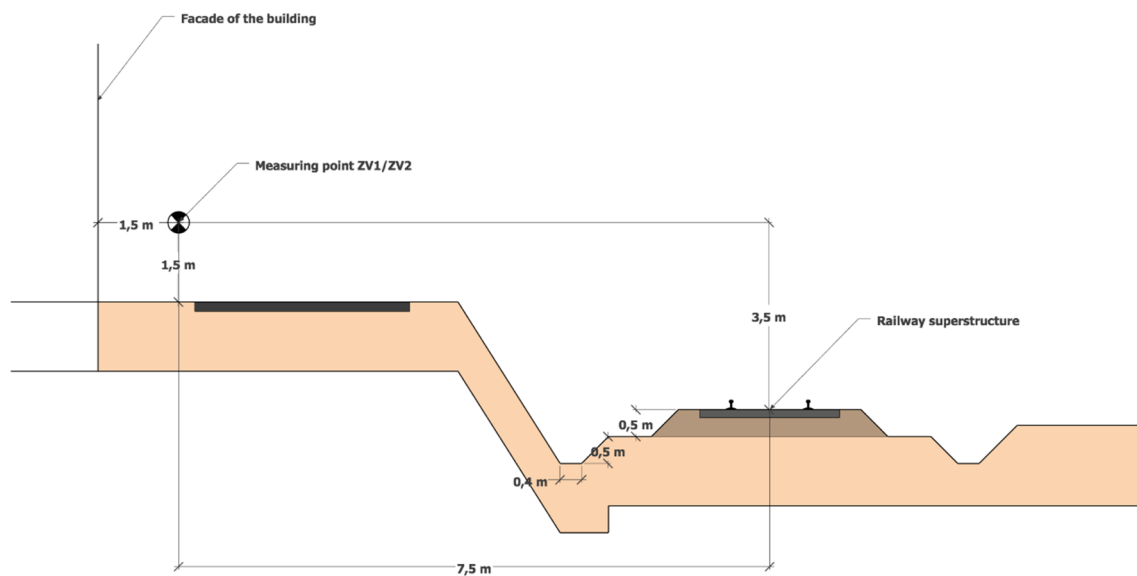 Facade of the building
Measuring point ZV1/ZV2
1,5 m
1,5 m
3,5 m
Railway superstructure
0,5 m
0,5 m
0,4 m
7,5 m